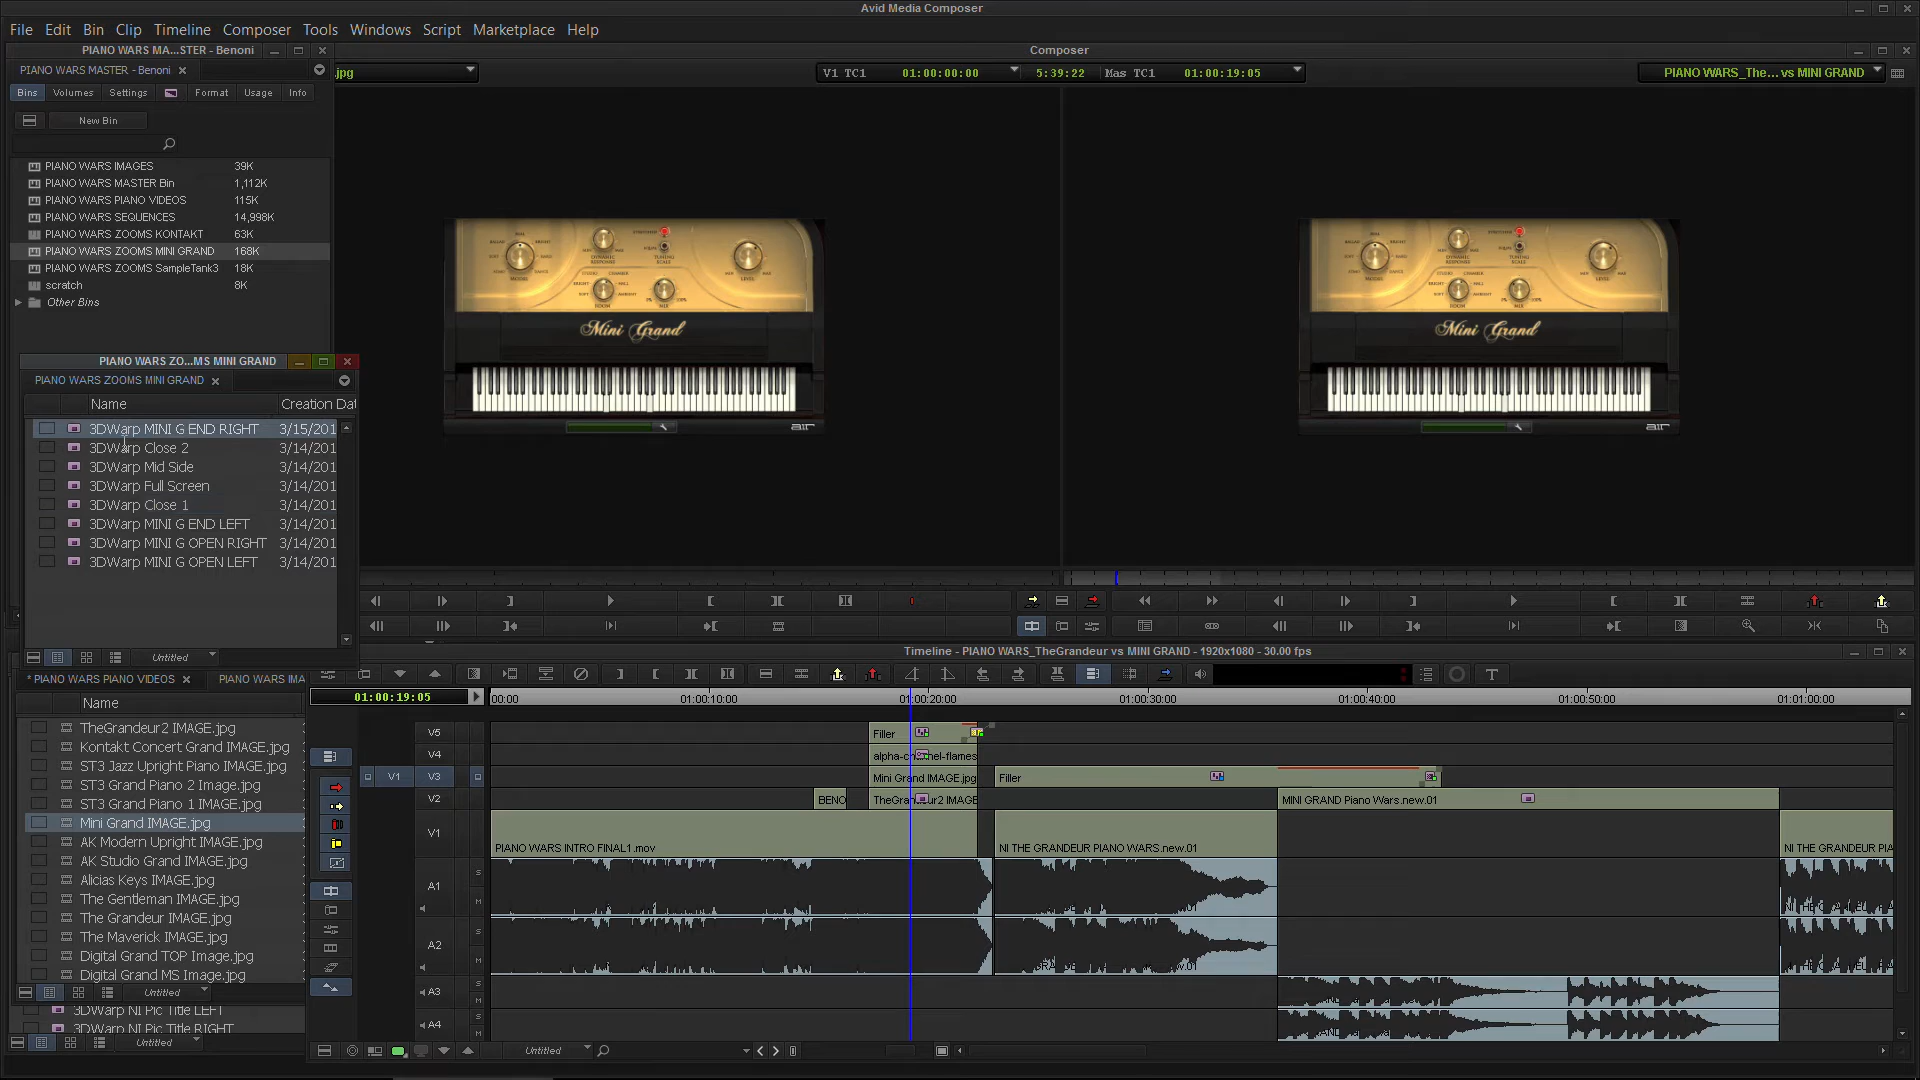 Avid Media Composer
File Edit Bin Clip Timeline Composer Tools Options Windows Script Marketplace Help
PIANO WARS MA...STER - Benoni
Composer
PIANO WARS MASTER - Benoni
.jpg
V1 TC1 01:00:00:00 5:39:22 Mas TC1 01:00:19:05
PIANO WARS_The... vs MINI GRAND
Bins Volumes Settings Format Usage Info
New Bin
PIANO WARS IMAGES 39K
PIANO WARS MASTER Bin 1,112K
PIANO WARS PIANO VIDEOS 115K
PIANO WARS SEQUENCES 14,998K
PIANO WARS ZOOMS KONTAKT 63K
PIANO WARS ZOOMS MINI GRAND 168K
PIANO WARS ZOOMS SampleTank3 18K
scratch 8K
Other Bins
Mini Grand
Mini Grand
air
air
PIANO WARS ZO...MS MINI GRAND
PIANO WARS ZOOMS MINI GRAND
Name Creation Dat
3DWarp MINI G END RIGHT 3/15/201
3DWarp Close 2 3/14/201
3DWarp Mid Side 3/14/201
3DWarp Full Screen 3/14/201
3DWarp Close 1 3/14/201
3DWarp MINI G END LEFT 3/14/201
3DWarp MINI G OPEN RIGHT 3/14/201
3DWarp MINI G OPEN LEFT 3/14/201
Untitled
* PIANO WARS PIANO VIDEOS PIANO WARS IMA
Name
TheGrandeur2 IMAGE.jpg
Kontakt Concert Grand IMAGE.jpg
ST3 Jazz Upright Piano IMAGE.jpg
ST3 Grand Piano 2 Image.jpg
ST3 Grand Piano 1 IMAGE.jpg
Mini Grand IMAGE.jpg
AK Modern Upright IMAGE.jpg
AK Studio Grand IMAGE.jpg
Alicias Keys IMAGE.jpg
The Gentleman IMAGE.jpg
The Grandeur IMAGE.jpg
The Maverick IMAGE.jpg
Digital Grand TOP Image.jpg
Digital Grand MS Image.jpg
Untitled
3DWarp NI Pic Title LEFT
3DWarp NI Pic Title RIGHT
Untitled
Timeline - PIANO WARS_TheGrandeur vs MINI GRAND - 1920x1080 - 30.00 fps
01:00:19:05
00:00 01:00:10:00 01:00:20:00 01:00:30:00 01:00:40:00 01:00:50:00 01:01:00:00
V5 Filler
V4 alpha-channel-flames
V1 V3 Mini Grand IMAGE.jpg Filler
V2 BENO TheGrandeur2 IMAGE MINI GRAND Piano Wars.new.01
V1 PIANO WARS INTRO FINAL1.mov NI THE GRANDEUR PIANO WARS.new.01 NI THE GRANDEUR PIA
A1 S M
A2 S M
A3 S M
A4 S M
Untitled